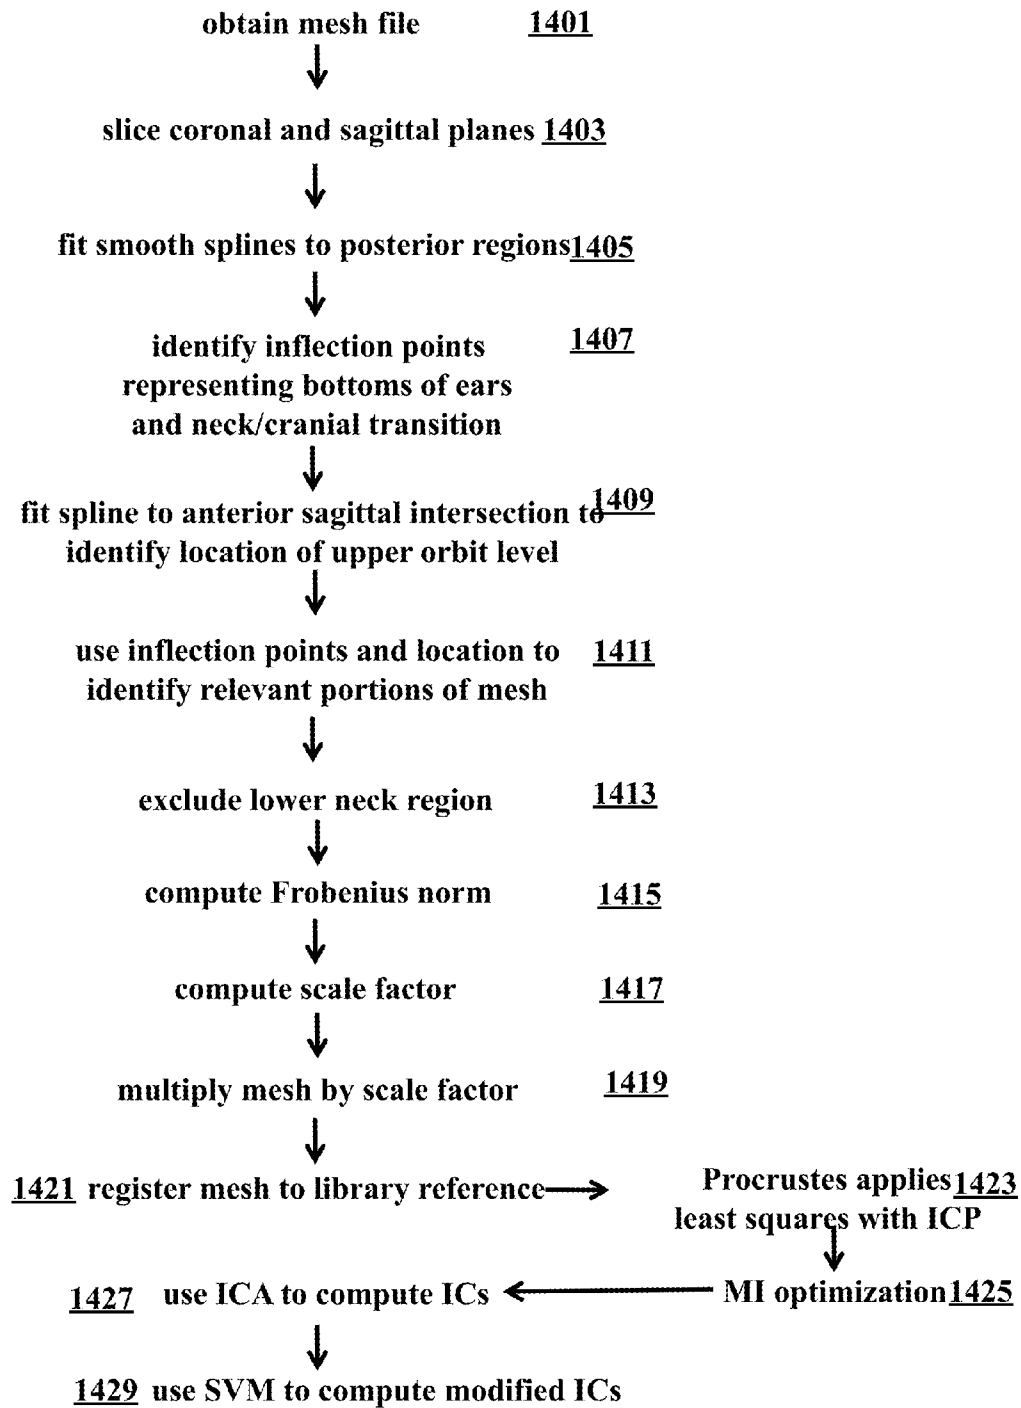 obtain mesh file 1401
slice coronal and sagittal planes 1403
fit smooth splines to posterior regions 1405
identify inflection points 1407
representing bottoms of ears
and neck/cranial transition
fit spline to anterior sagittal intersection to 1409
identify location of upper orbit level
use inflection points and location to 1411
identify relevant portions of mesh
exclude lower neck region 1413
compute Frobenius norm 1415
compute scale factor 1417
multiply mesh by scale factor 1419
1421 register mesh to library reference
Procrustes applies 1423
least squares with ICP
MI optimization 1425
1427 use ICA to compute ICs
1429 use SVM to compute modified ICs